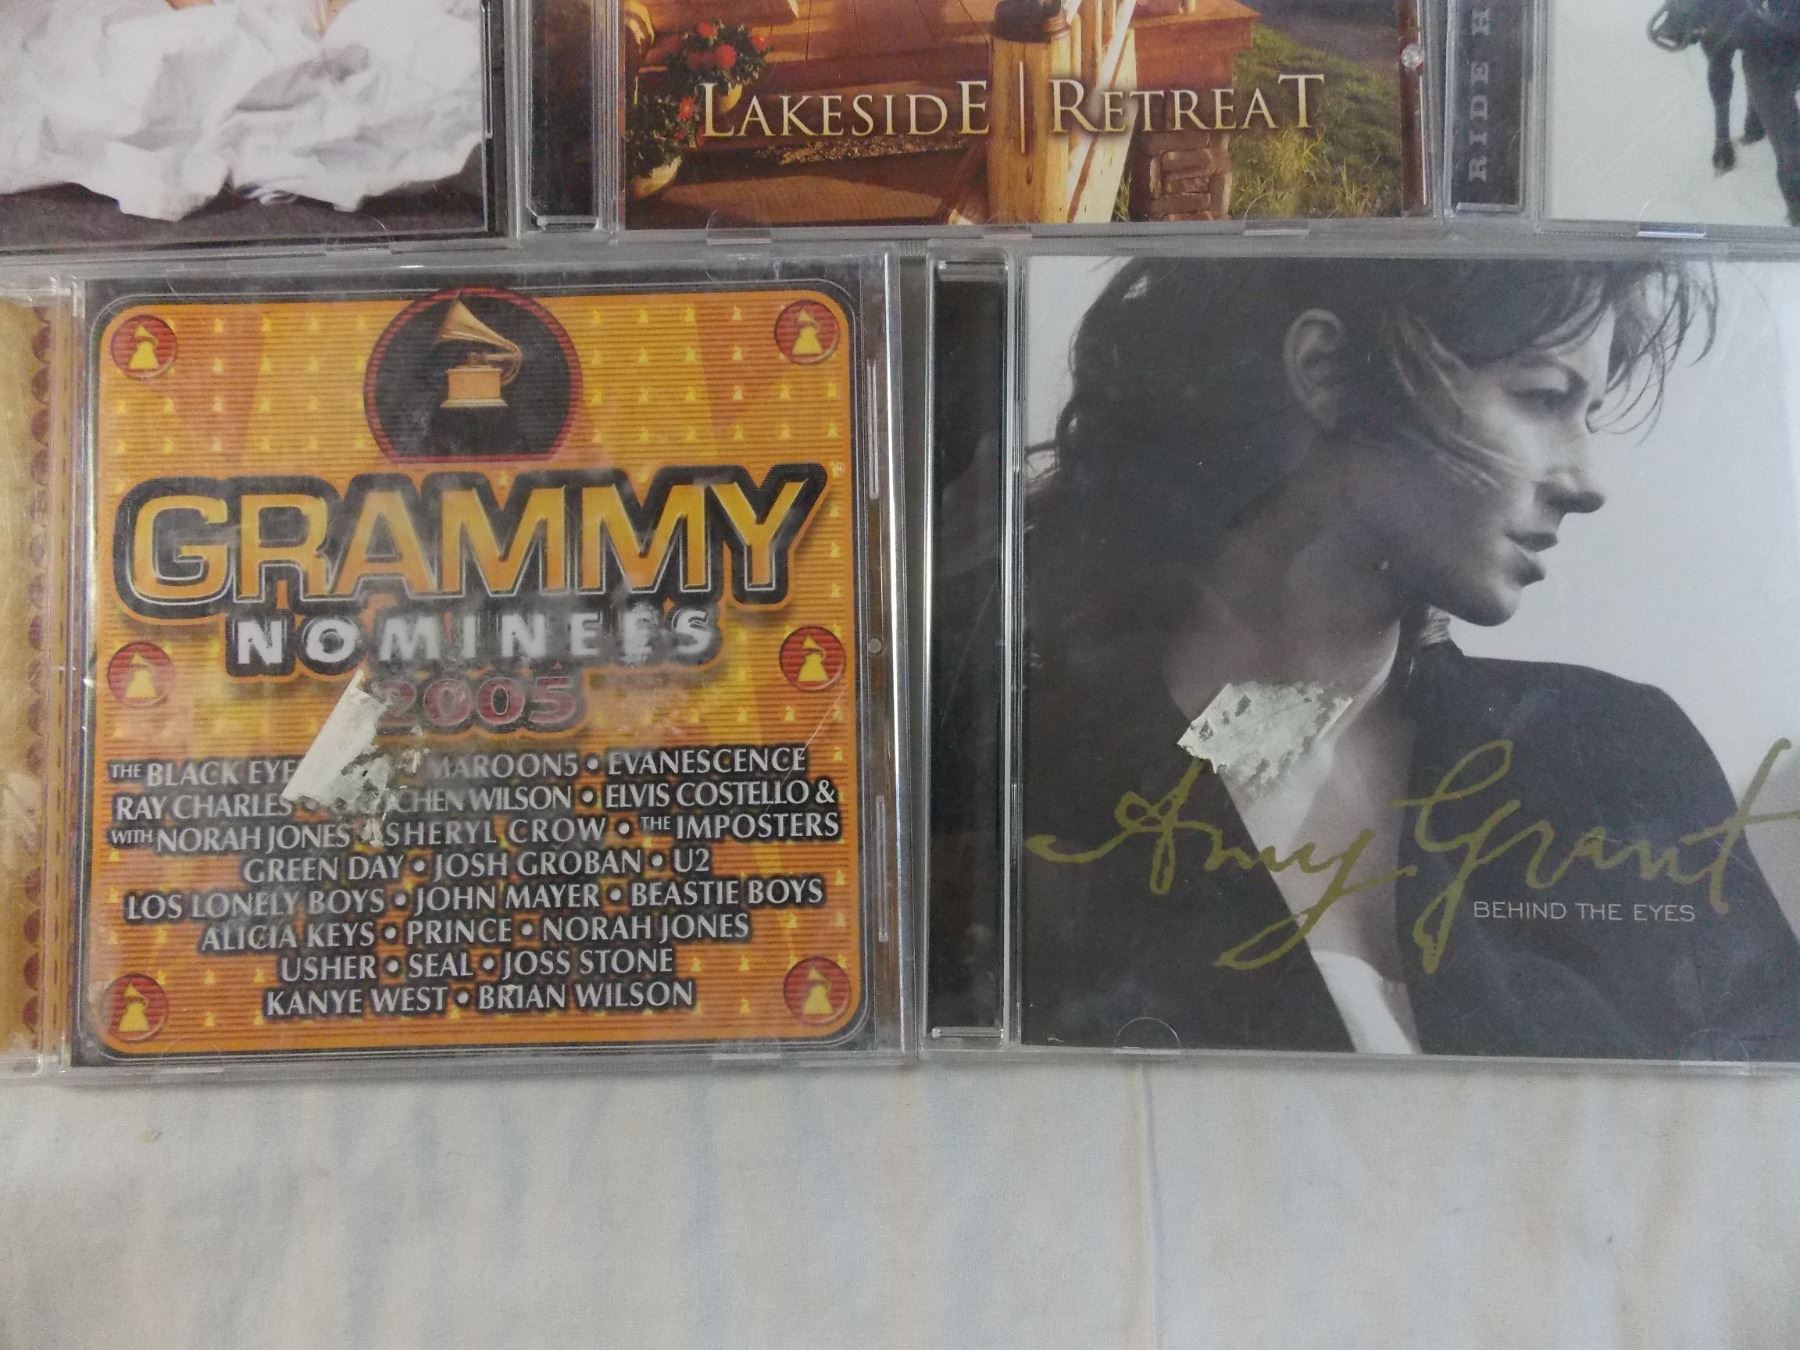 LAKESIDE | RETREAT
RIDE H
GRAMMY
NOMINEES
2005
THE BLACK EYE MAROON5 • EVANESCENCE
RAY CHARLES • CHEN WILSON • ELVIS COSTELLO &
WITH NORAH JONES • SHERYL CROW • THE IMPOSTERS
GREEN DAY • JOSH GROBAN • U2
LOS LONELY BOYS • JOHN MAYER • BEASTIE BOYS
ALICIA KEYS • PRINCE • NORAH JONES
USHER • SEAL • JOSS STONE
KANYE WEST • BRIAN WILSON
Amy Grant
BEHIND THE EYES